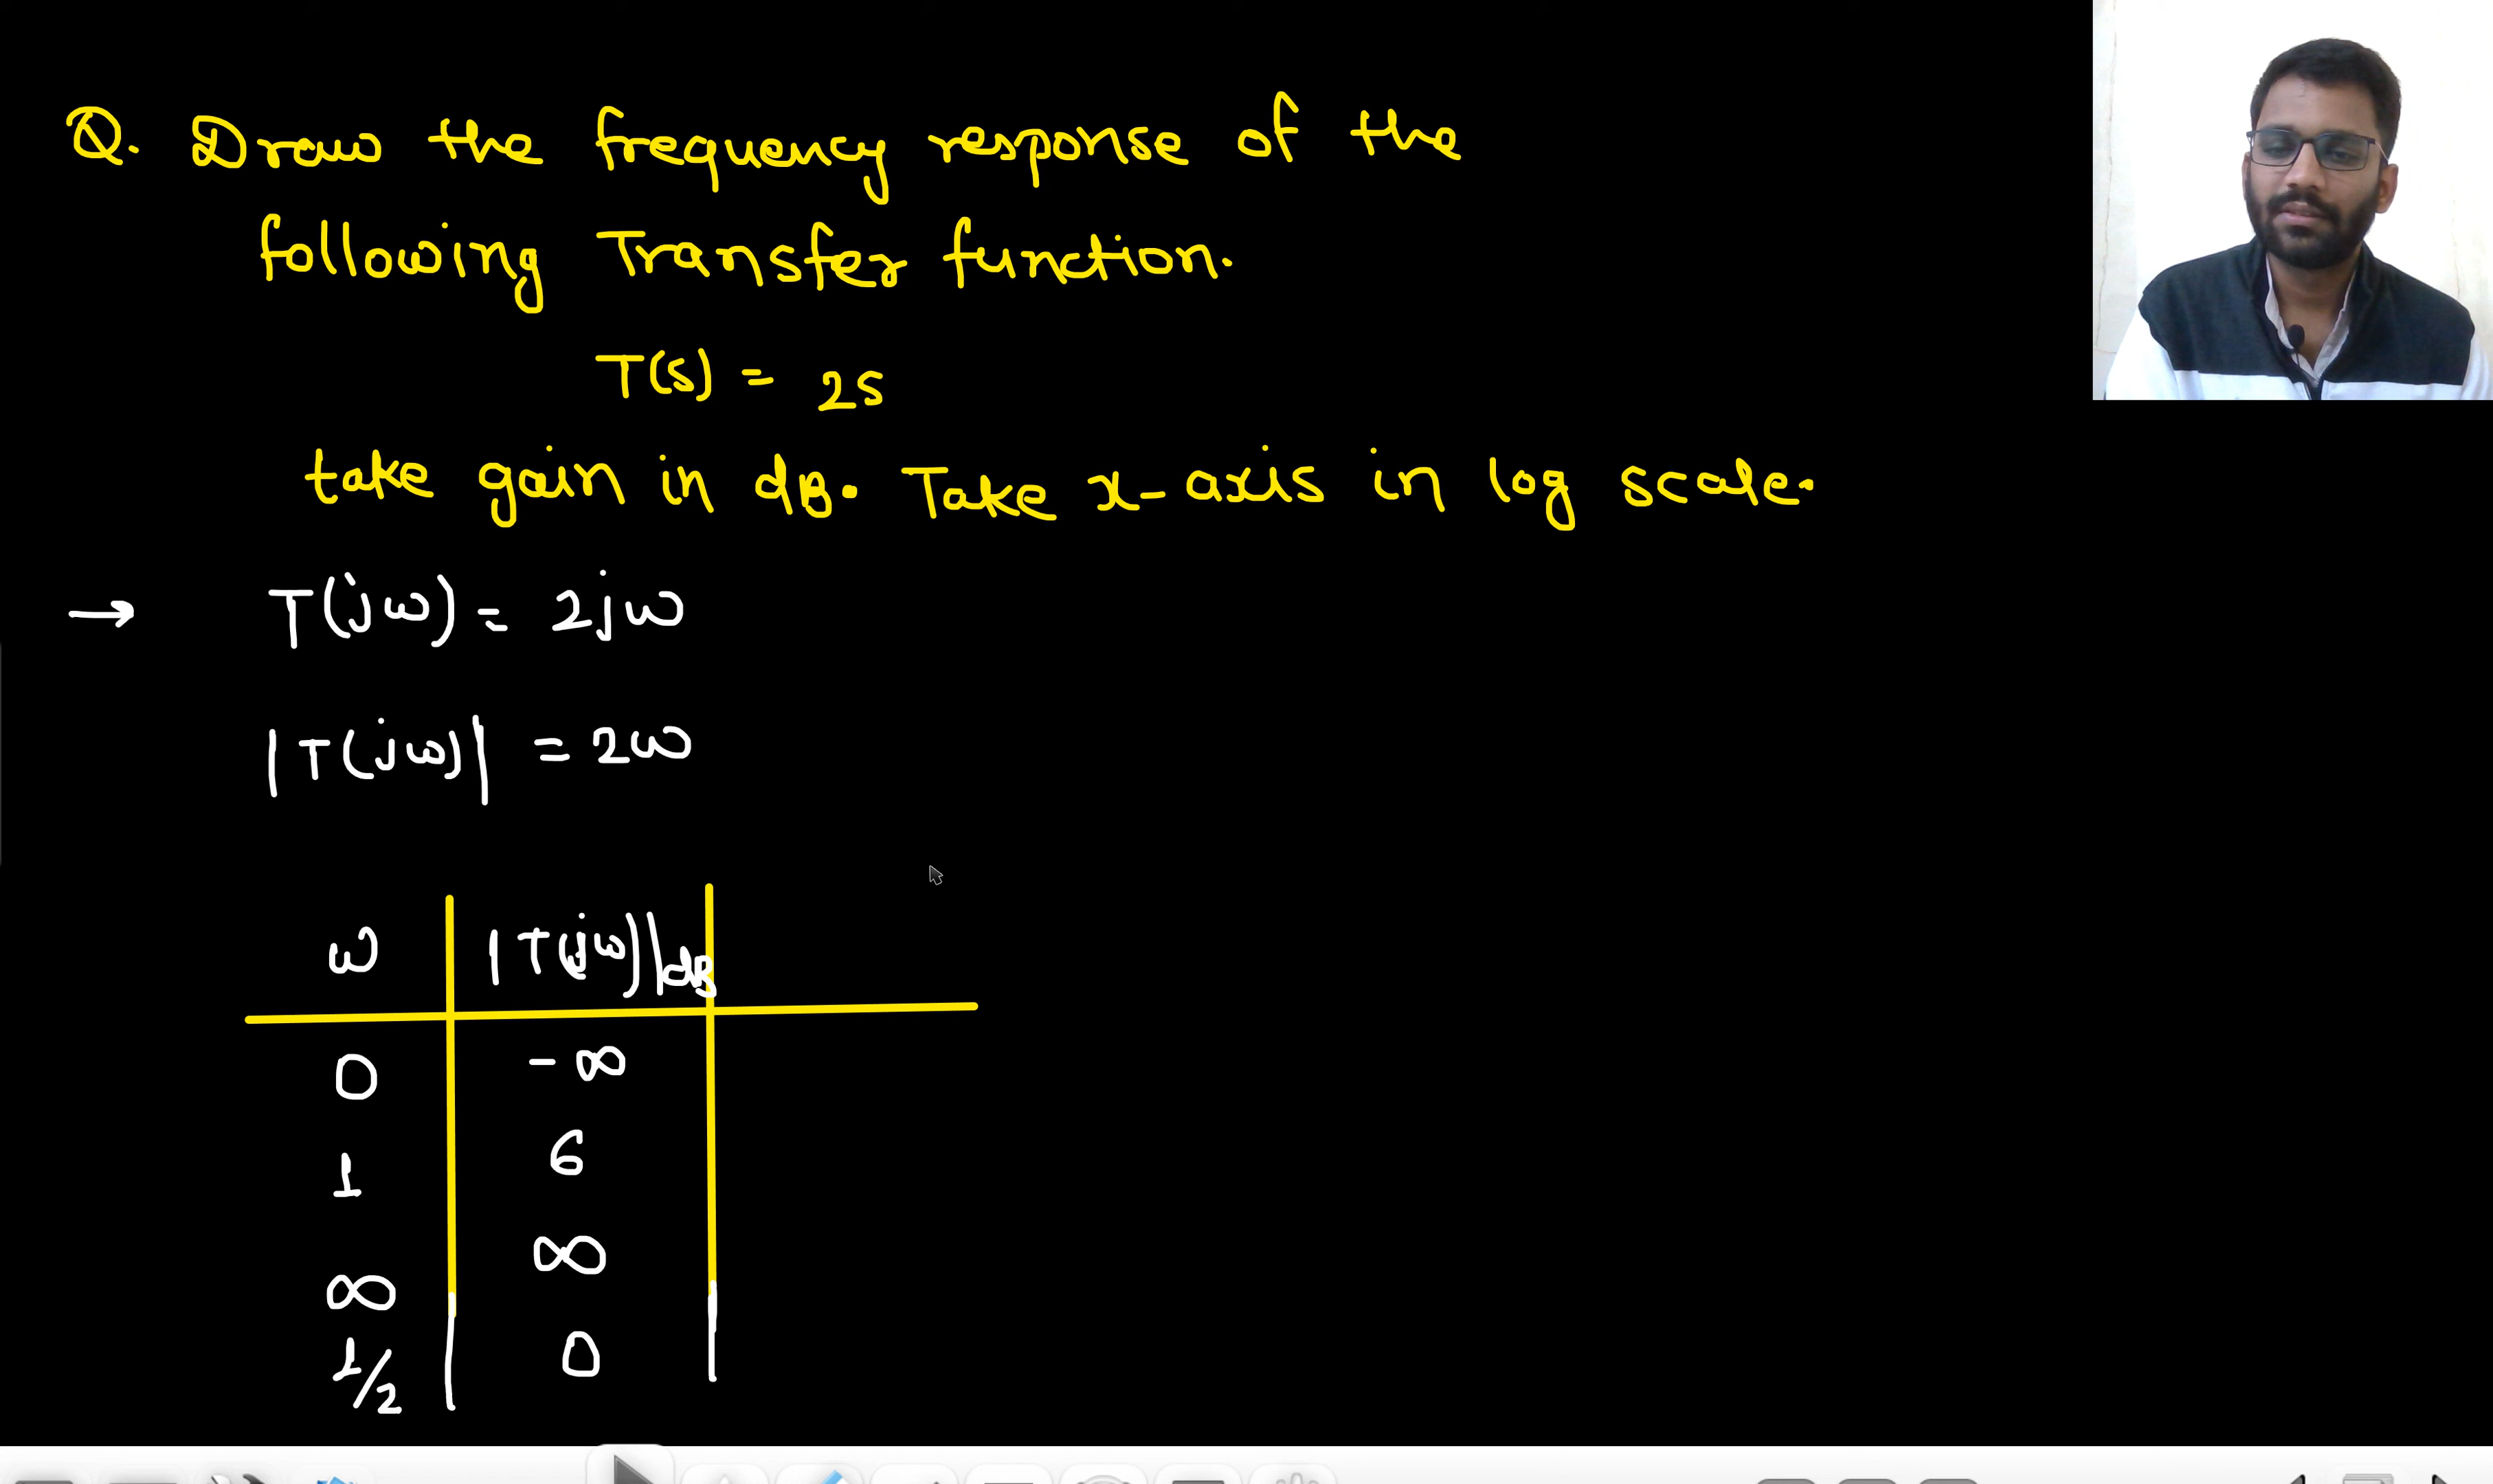 Q. Draw the frequency response of the
following Transfer function.
T(s) = 2s
take gain in dB. Take x-axis in log scale.
→ T(jω) = 2jω
|T(jω)| = 2ω
ω |T(jω)|dB
0 -∞
1 6
∞ ∞
1/2 0